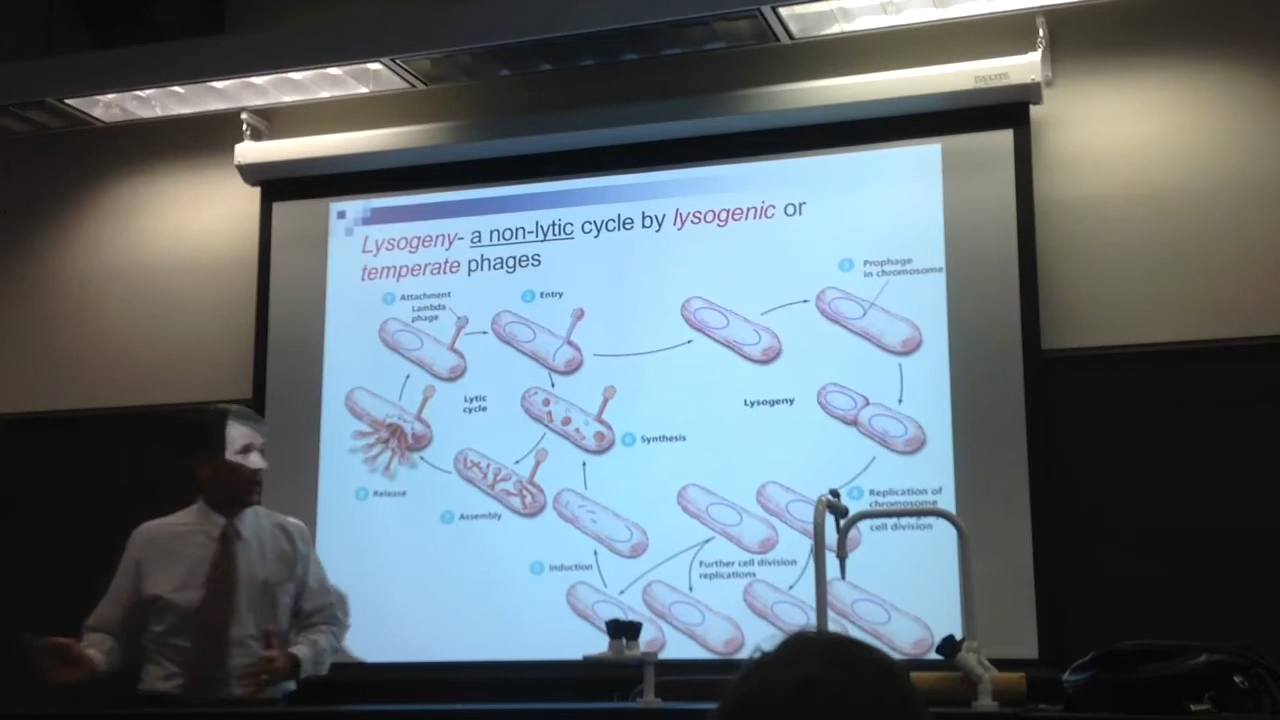 Lysogeny- a non-lytic cycle by lysogenic or
temperate phages
1 Attachment
Lambda
phage
2 Entry
3 Prophage
in chromosome
Lytic
cycle
Lysogeny
6 Synthesis
8 Release
7 Assembly
4 Replication of
chromosome
cell division
5 Induction
Further cell division
replications